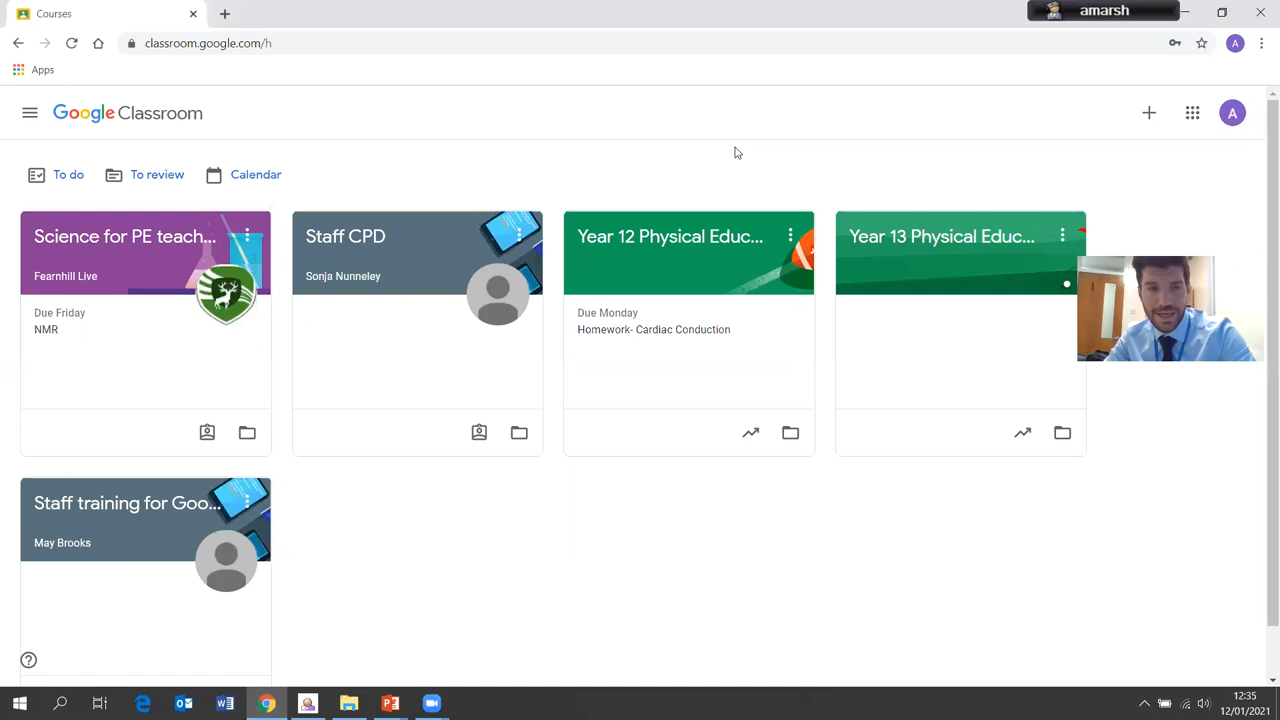 Courses
amarsh
classroom.google.com/h
A
Apps
Google Classroom
A
To do
To review
Calendar
Science for PE teach...
Fearnhill Live
Due Friday
NMR
Staff CPD
Sonja Nunneley
Year 12 Physical Educ...
Due Monday
Homework- Cardiac Conduction
Year 13 Physical Educ...
Staff training for Goo...
May Brooks
12:35
12/01/2021